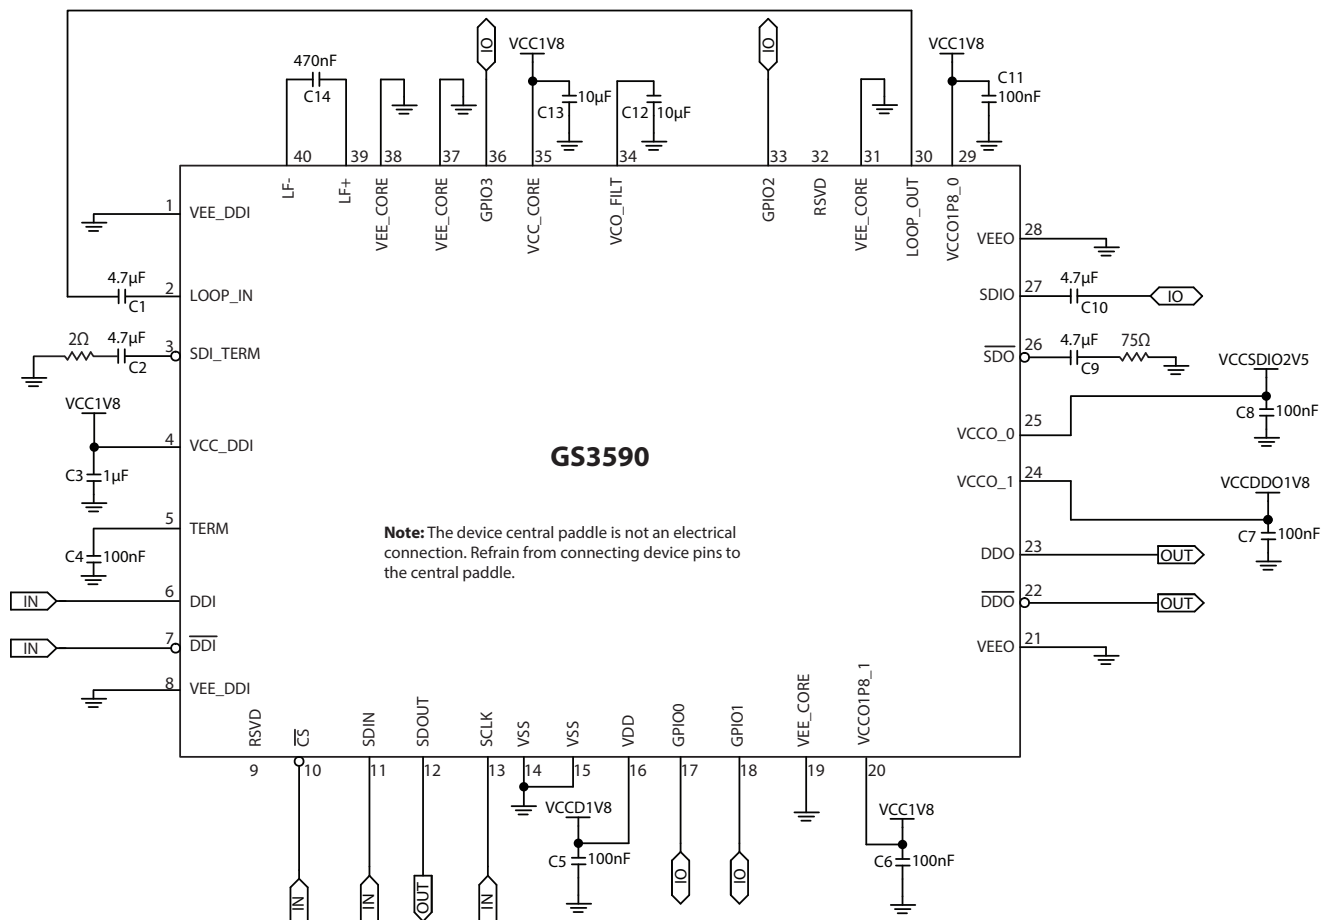 IO
IO
VCC1V8
VCC1V8
470nF
C14
C13
10μF
C12
10μF
C11
100nF
40
39
38
37
36
35
34
33
32
31
30
29
LF-
LF+
VEE_CORE
VEE_CORE
GPIO3
VCC_CORE
VCO_FILT
GPIO2
RSVD
VEE_CORE
LOOP_OUT
VCCO1P8_0
1
VEE_DDI
VEEO
28
4.7μF
C1
2
LOOP_IN
SDIO
27
4.7μF
C10
IO
2Ω
4.7μF
C2
3
SDI_TERM
SDO
26
4.7μF
C9
75Ω
VCCSDIO2V5
C8
100nF
VCC1V8
4
VCC_DDI
C3
1μF
VCCO_0
25
GS3590
VCCO_1
24
VCCDDO1V8
C7
100nF
5
TERM
C4
100nF
Note: The device central paddle is not an electrical
connection. Refrain from connecting device pins to
the central paddle.
DDO
23
OUT
IN
6
DDI
DDO
22
OUT
IN
7
DDI
VEEO
21
8
VEE_DDI
RSVD
CS
SDIN
SDOUT
SCLK
VSS
VSS
VDD
GPIO0
GPIO1
VEE_CORE
VCCO1P8_1
9
10
11
12
13
14
15
16
17
18
19
20
VCCD1V8
VCC1V8
C5
100nF
C6
100nF
IN
IN
OUT
IN
IO
IO